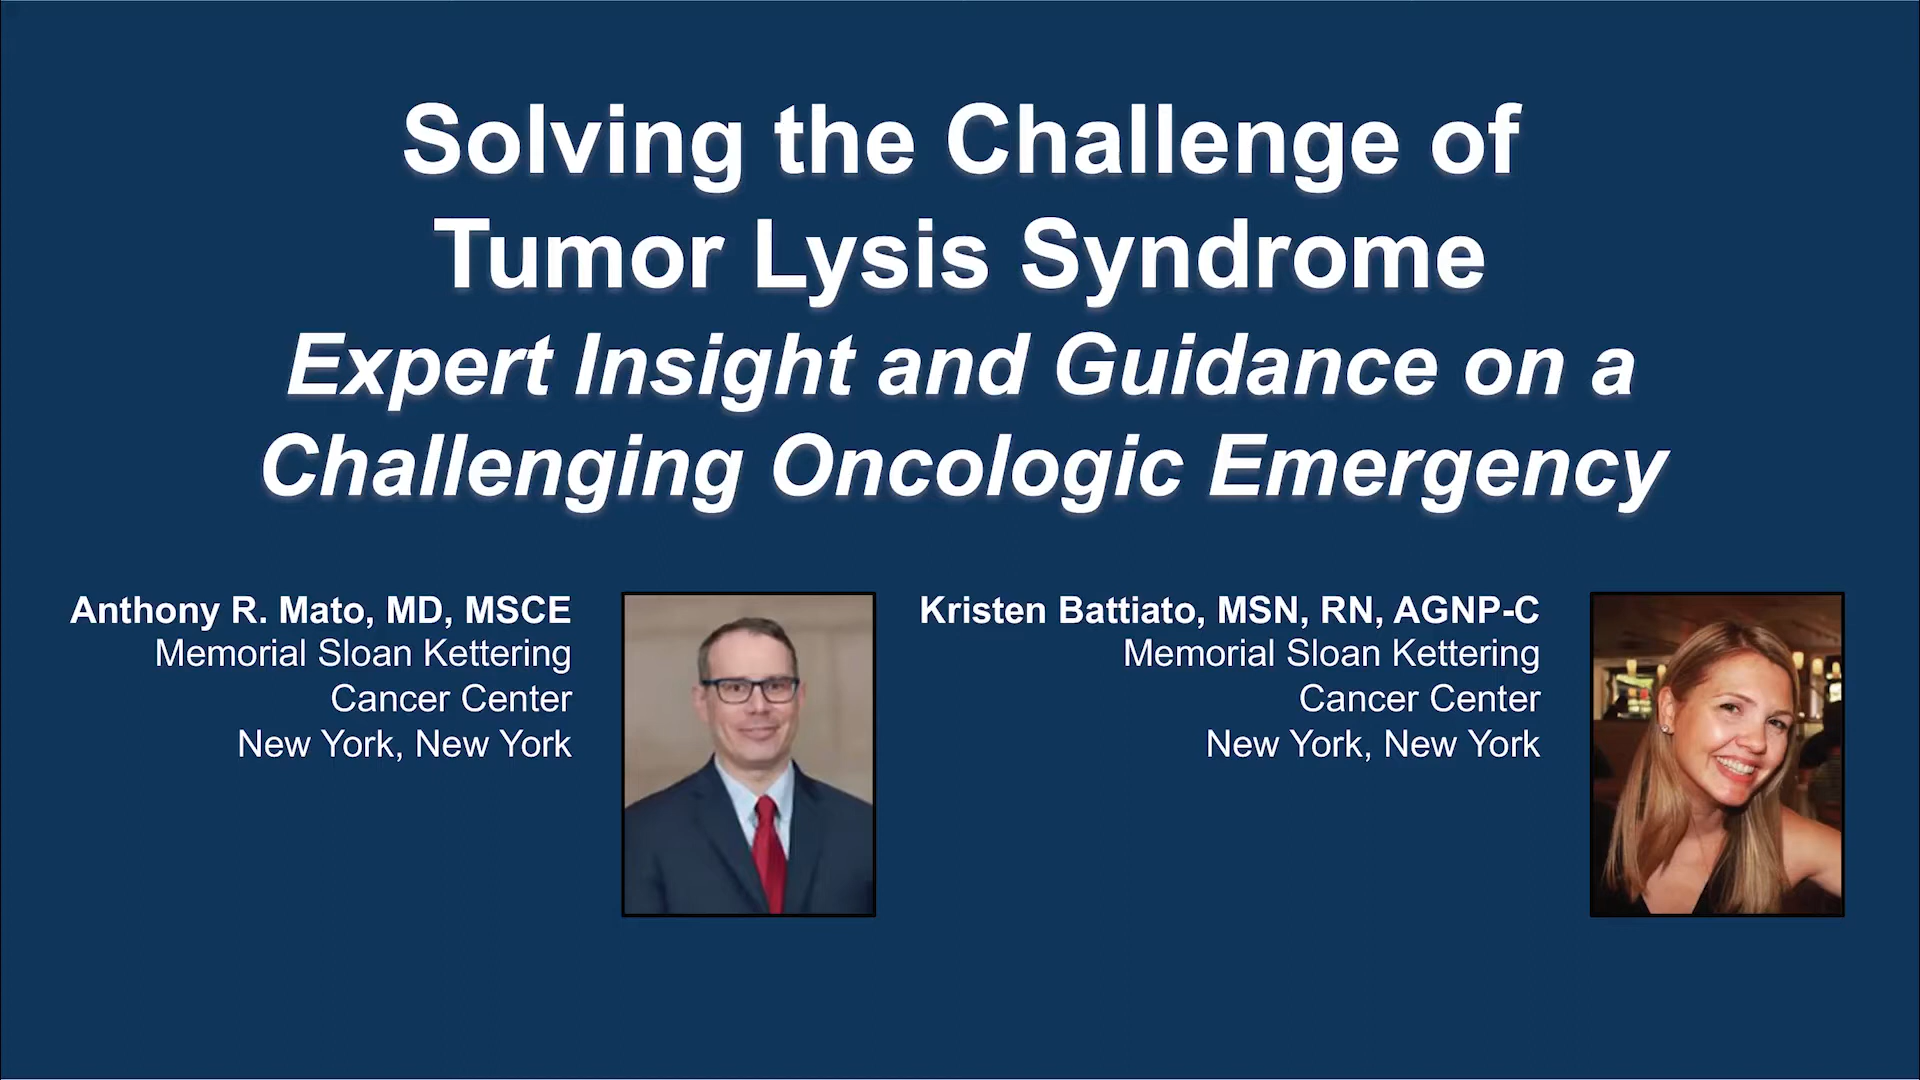 Solving the Challenge of
Tumor Lysis Syndrome
Expert Insight and Guidance on a
Challenging Oncologic Emergency
Anthony R. Mato, MD, MSCE
Memorial Sloan Kettering
Cancer Center
New York, New York
Kristen Battiato, MSN, RN, AGNP-C
Memorial Sloan Kettering
Cancer Center
New York, New York